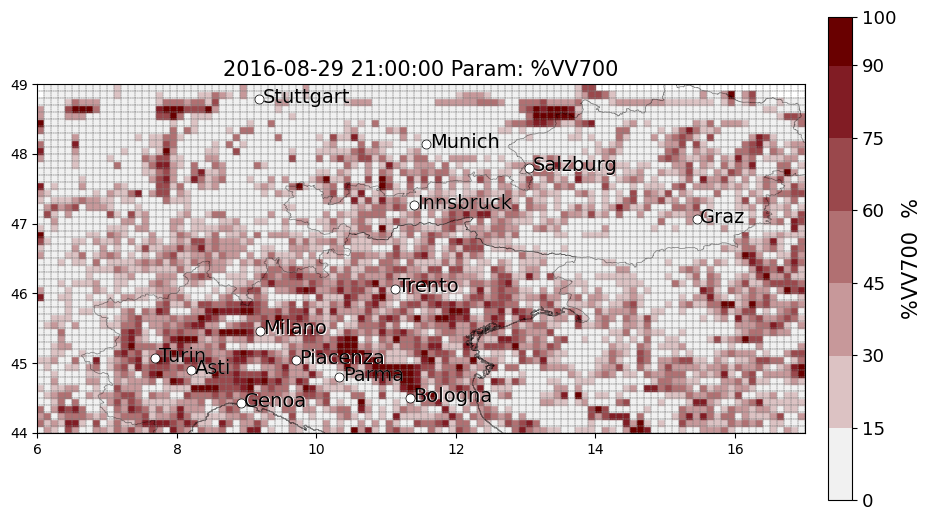 2016-08-29 21:00:00 Param: %VV700
49
48
47
46
45
44
6
8
10
12
14
16
Stuttgart
Munich
Salzburg
Innsbruck
Graz
Trento
Milano
Turin
Asti
Piacenza
Parma
Genoa
Bologna
100
90
75
60
45
30
15
0
%VV700 %